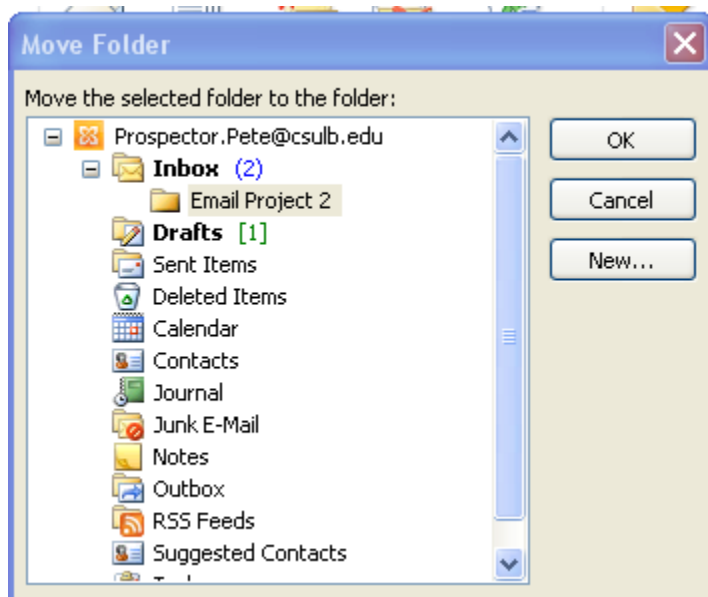 Move Folder
Move the selected folder to the folder:
Prospector.Pete@csulb.edu
Inbox (2)
Email Project 2
Drafts [1]
Sent Items
Deleted Items
Calendar
Contacts
Journal
Junk E-Mail
Notes
Outbox
RSS Feeds
Suggested Contacts
OK
Cancel
New...